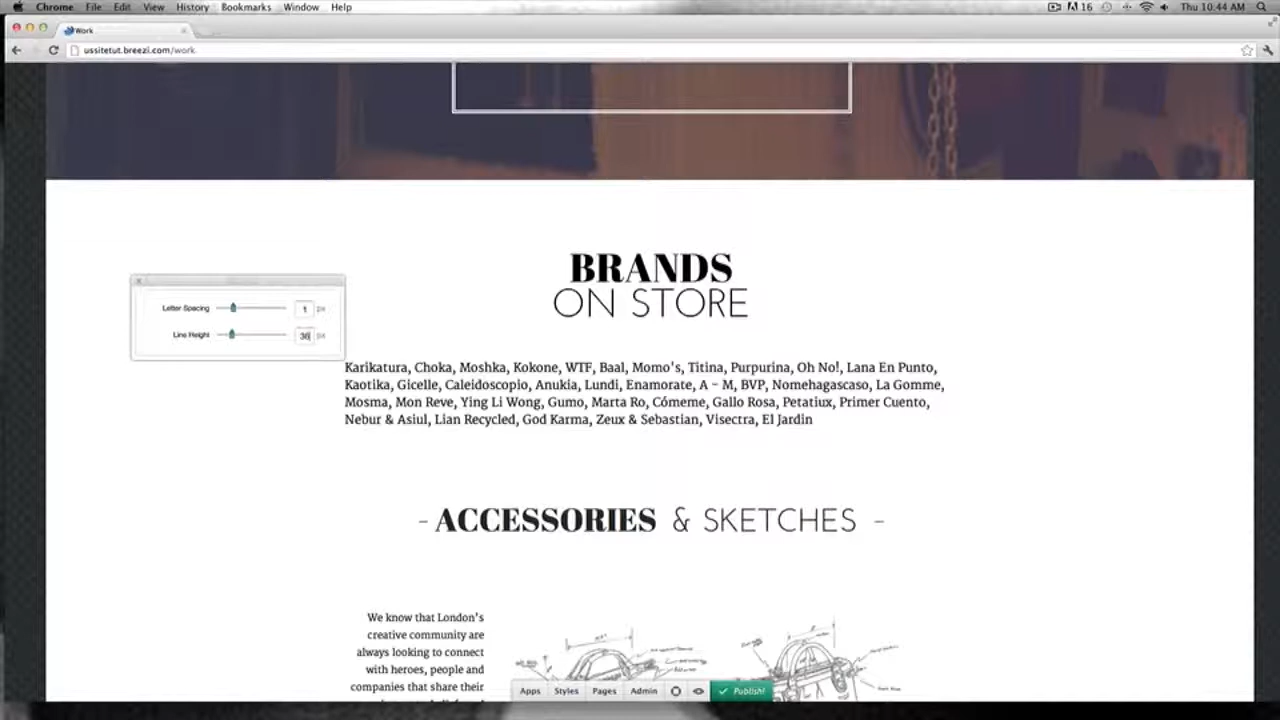 Chrome File Edit View History Bookmarks Window Help
16 Thu 10.44 AM
Work
ussitetut.breezi.com/work
BRANDS
ON STORE
Letter Spacing 1 px
Line Height 36 px
Karikatura, Choka, Moshka, Kokone, WTF, Baal, Momo's, Titina, Purpurina, Oh No!, Lana En Punto,
Kaotika, Gicelle, Caleidoscopio, Anukia, Lundi, Enamorate, A - M, BVP, Nomehagascaso, La Gomme,
Mosma, Mon Reve, Ying Li Wong, Gumo, Marta Ro, Cómeme, Gallo Rosa, Petatiux, Primer Cuento,
Nebur & Asiul, Lian Recycled, God Karma, Zeux & Sebastian, Visectra, El Jardin
- ACCESSORIES & SKETCHES -
We know that London's
creative community are
always looking to connect
with heroes, people and
companies that share their
Apps Styles Pages Admin Publish!